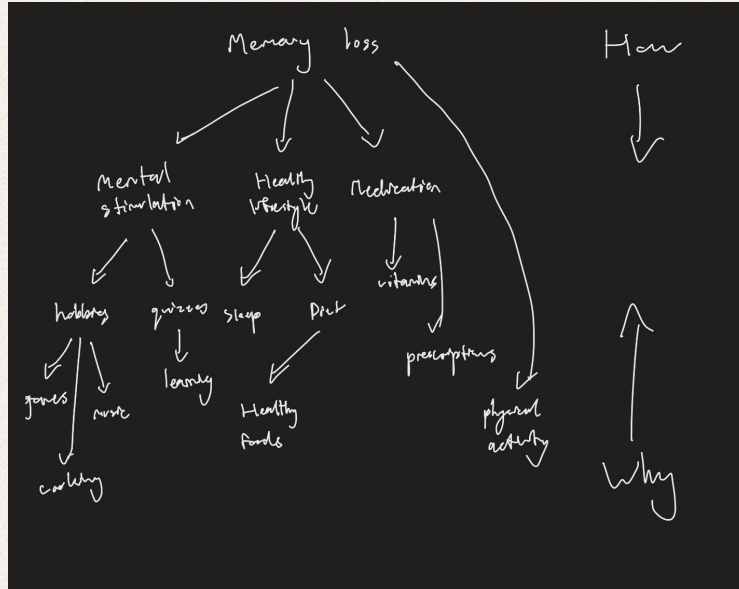 Memory loss
How
Mental
stimulation
Healthy
lifestyle
Medication
hobbies
quizzes
sleep
Diet
vitamins
games
music
learning
prescriptions
Healthy
foods
physical
activity
cooking
Why